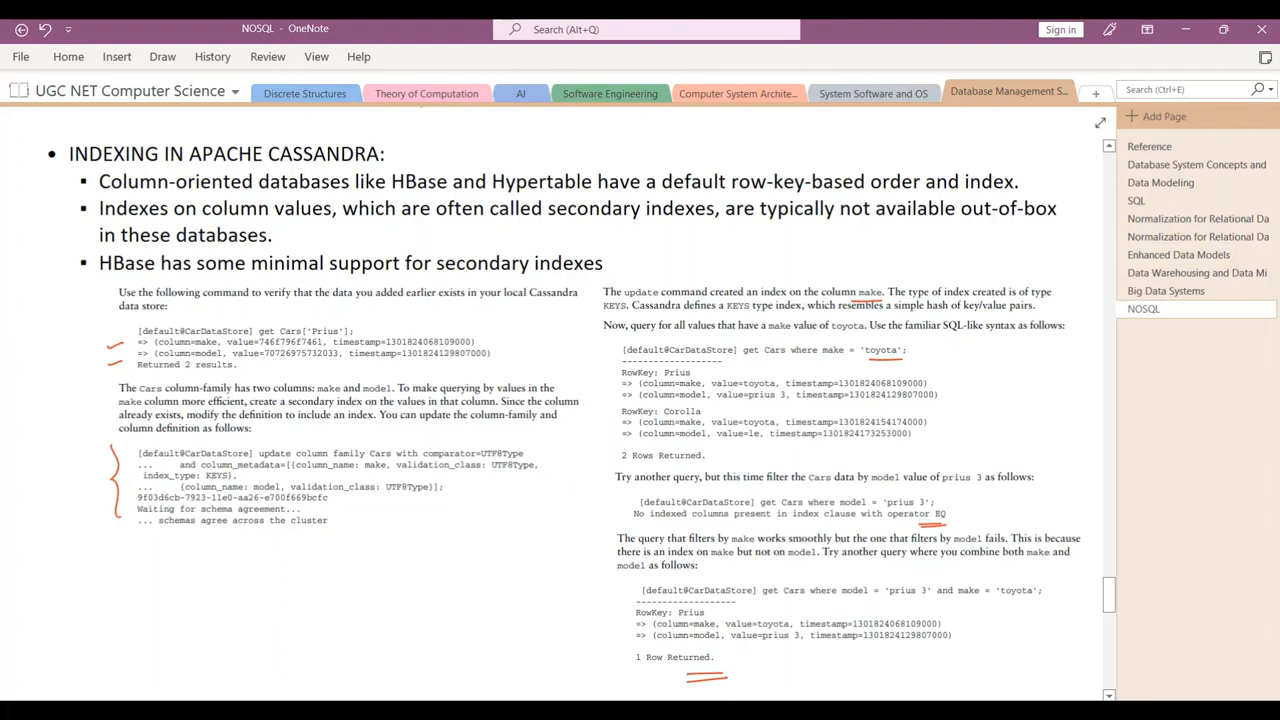 NOSQL - OneNote
Search (Alt+Q)
Sign in
File Home Insert Draw History Review View Help
UGC NET Computer Science
Discrete Structures
Theory of Computation
AI
Software Engineering
Computer System Archite...
System Software and OS
Database Management S...
Search (Ctrl+E)
• INDEXING IN APACHE CASSANDRA:
▪ Column-oriented databases like HBase and Hypertable have a default row-key-based order and index.
▪ Indexes on column values, which are often called secondary indexes, are typically not available out-of-box
in these databases.
▪ HBase has some minimal support for secondary indexes
Use the following command to verify that the data you added earlier exists in your local Cassandra
data store:
[default@CarDataStore] get Cars['Prius'];
=> (column=make, value=746f796f7461, timestamp=1301824068109000)
=> (column=model, value=70726975732033, timestamp=1301824129807000)
Returned 2 results.
The Cars column-family has two columns: make and model. To make querying by values in the
make column more efficient, create a secondary index on the values in that column. Since the column
already exists, modify the definition to include an index. You can update the column-family and
column definition as follows:
[default@CarDataStore] update column family Cars with comparator=UTF8Type
... and column_metadata=[{column_name: make, validation_class: UTF8Type,
index_type: KEYS},
... {column_name: model, validation_class: UTF8Type}];
9f03d6cb-7923-11e0-aa26-e700f669bcfc
Waiting for schema agreement...
... schemas agree across the cluster
The update command created an index on the column make. The type of index created is of type
KEYS. Cassandra defines a KEYS type index, which resembles a simple hash of key/value pairs.
Now, query for all values that have a make value of toyota. Use the familiar SQL-like syntax as follows:
[default@CarDataStore] get Cars where make = 'toyota';
-------------------
RowKey: Prius
=> (column=make, value=toyota, timestamp=1301824068109000)
=> (column=model, value=prius 3, timestamp=1301824129807000)
RowKey: Corolla
=> (column=make, value=toyota, timestamp=1301824154174000)
=> (column=model, value=le, timestamp=1301824173253000)
2 Rows Returned.
Try another query, but this time filter the Cars data by model value of prius 3 as follows:
[default@CarDataStore] get Cars where model = 'prius 3';
No indexed columns present in index clause with operator EQ
The query that filters by make works smoothly but the one that filters by model fails. This is because
there is an index on make but not on model. Try another query where you combine both make and
model as follows:
[default@CarDataStore] get Cars where model = 'prius 3' and make = 'toyota';
-------------------
RowKey: Prius
=> (column=make, value=toyota, timestamp=1301824068109000)
=> (column=model, value=prius 3, timestamp=1301824129807000)
1 Row Returned.
Add Page
Reference
Database System Concepts and
Data Modeling
SQL
Normalization for Relational Da
Normalization for Relational Da
Enhanced Data Models
Data Warehousing and Data Mi
Big Data Systems
NOSQL